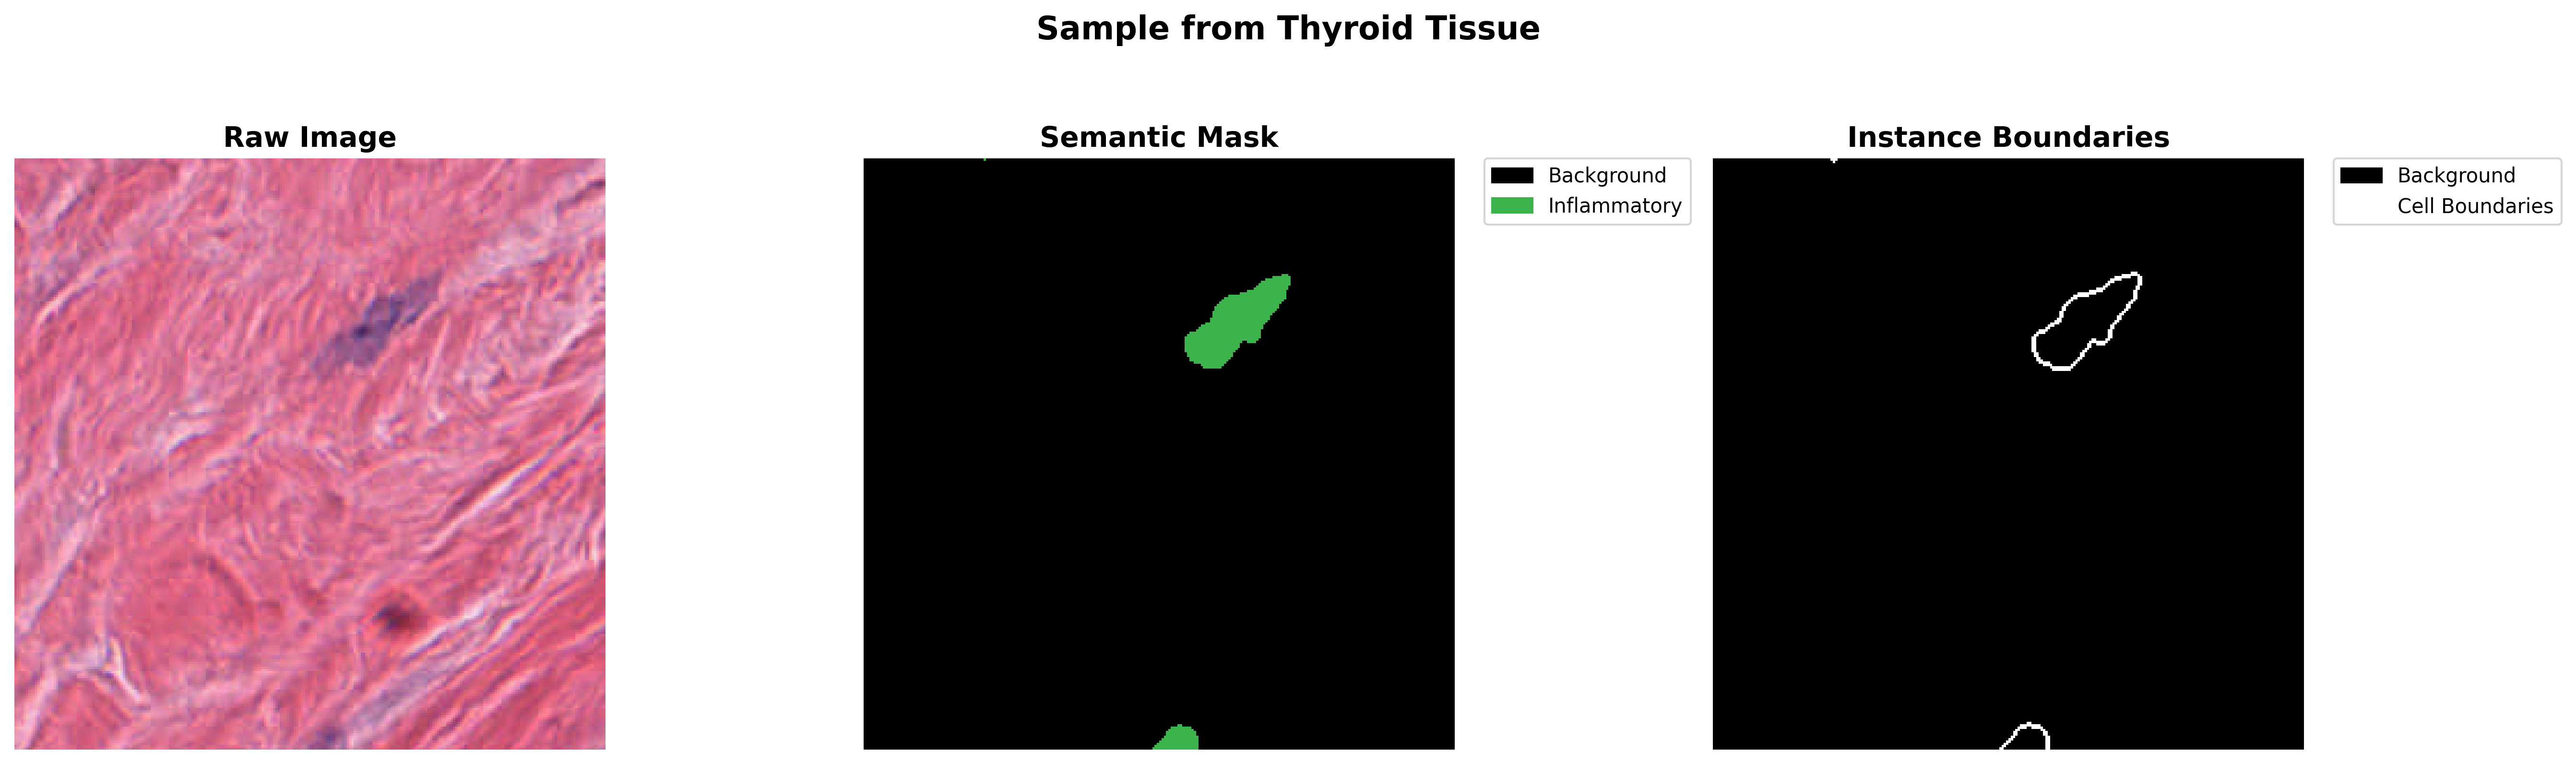 Sample from Thyroid Tissue
Raw Image
Semantic Mask
Background
Inflammatory
Instance Boundaries
Background
Cell Boundaries